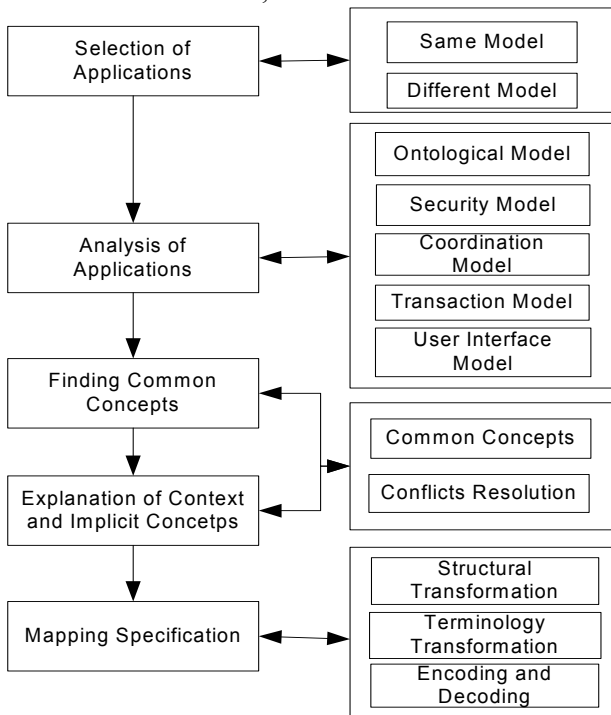 Selection of
Applications
Same Model
Different Model
Ontological Model
Security Model
Coordination
Model
Transaction Model
User Interface
Model
Analysis of
Applications
Finding Common
Concepts
Common Concepts
Conflicts Resolution
Explanation of Context
and Implicit Concetps
Structural
Transformation
Terminology
Transformation
Encoding and
Decoding
Mapping Specification